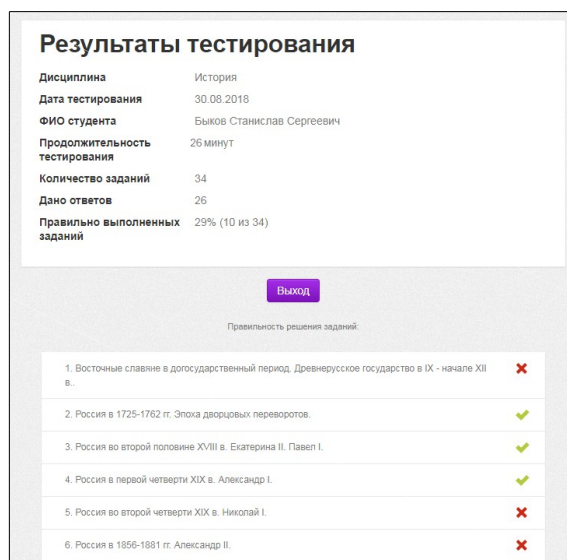 Результаты тестирования
Дисциплина История
Дата тестирования 30.08.2018
ФИО студента Быков Станислав Сергеевич
Продолжительность 26 минут
тестирования
Количество заданий 34
Дано ответов 26
Правильно выполненных 29% (10 из 34)
заданий
Выход
Правильность решения заданий:
1. Восточные славяне в догосударственный период. Древнерусское государство в IX - начале XII
в..
2. Россия в 1725-1762 гг. Эпоха дворцовых переворотов.
3. Россия во второй половине XVIII в. Екатерина II. Павел I.
4. Россия в первой четверти XIX в. Александр I.
5. Россия во второй четверти XIX в. Николай I.
6. Россия в 1856-1881 гг. Александр II.